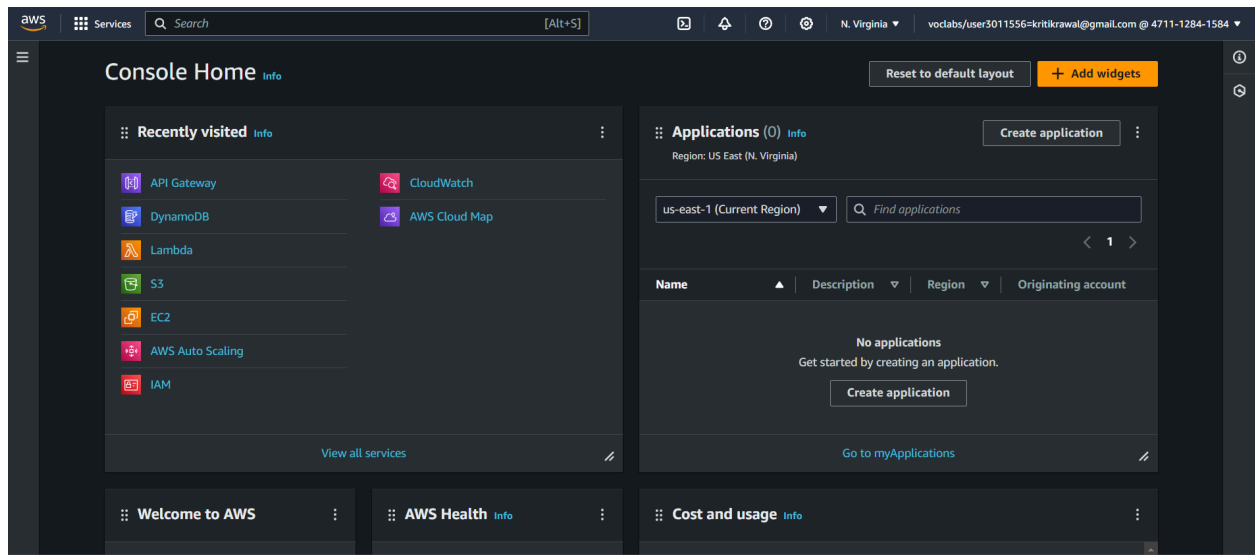 aws Services Search [Alt+S] N. Virginia voclabs/user3011556=kritikrawal@gmail.com @ 4711-1284-1584
Console Home Info
Reset to default layout
+ Add widgets
Recently visited Info
API Gateway
DynamoDB
Lambda
S3
EC2
AWS Auto Scaling
IAM
CloudWatch
AWS Cloud Map
View all services
Applications (0) Info
Region: US East (N. Virginia)
Create application
us-east-1 (Current Region)
Find applications
1
Name Description Region Originating account
No applications
Get started by creating an application.
Create application
Go to myApplications
Welcome to AWS
AWS Health Info
Cost and usage Info